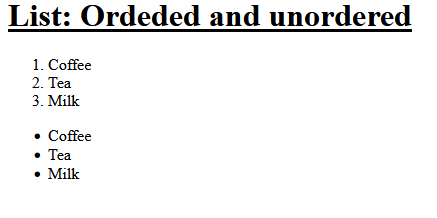 List: Ordeded and unordered
1. Coffee
2. Tea
3. Milk
• Coffee
• Tea
• Milk